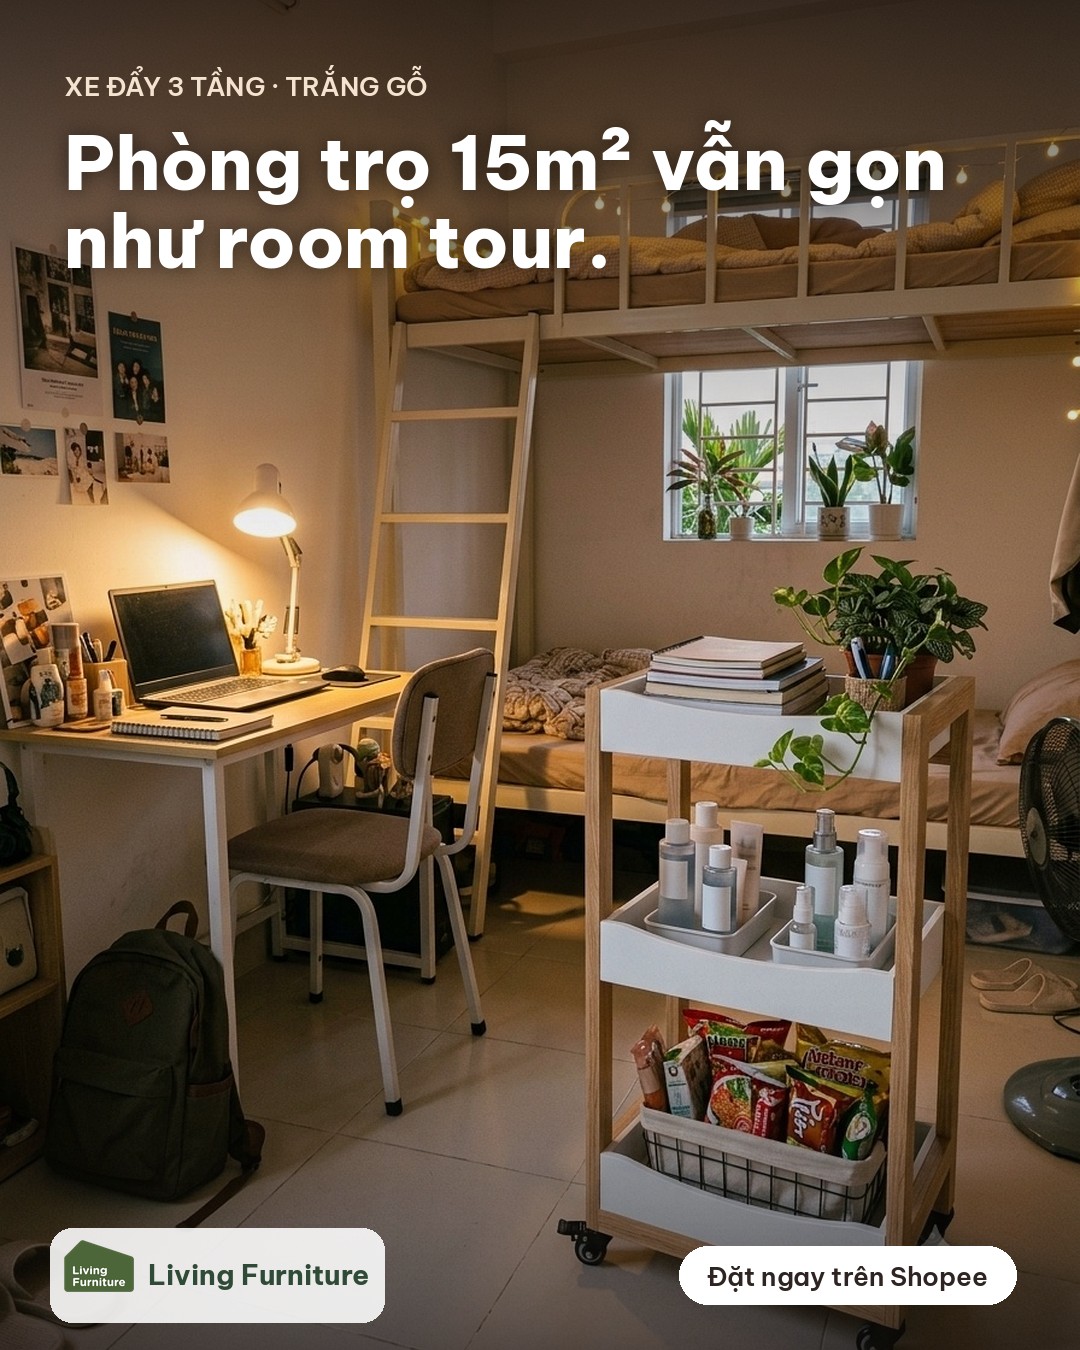 XE ĐẨY 3 TẦNG · TRẮNG GỖ
Phòng trọ 15m² vẫn gọn
như room tour.
Living
Furniture
Living Furniture
Đặt ngay trên Shopee